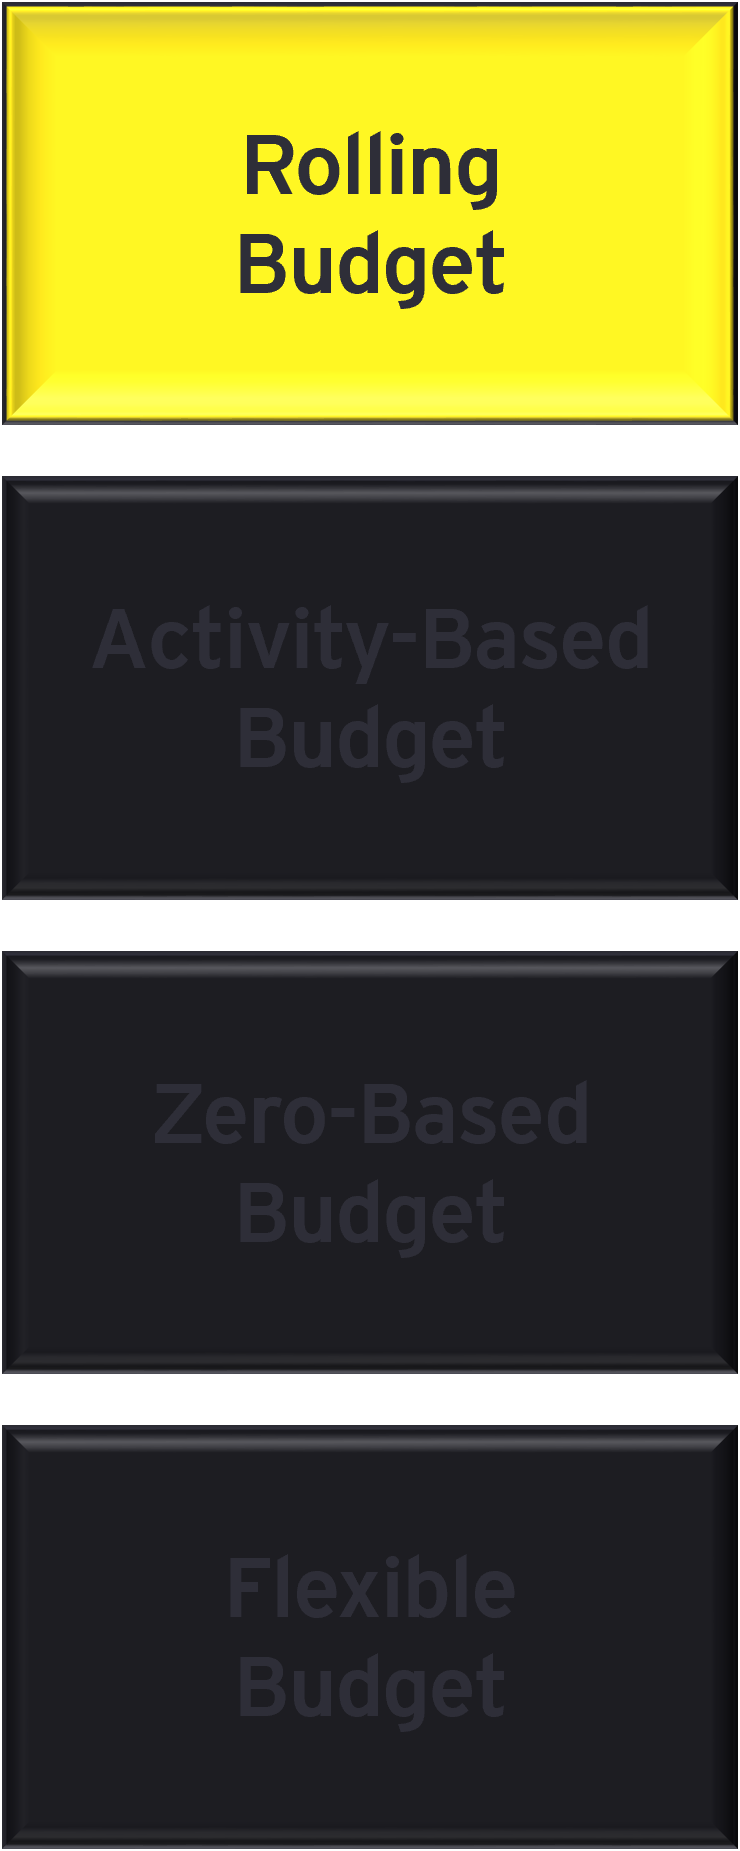 Rolling
Budget
Activity-Based
Budget
Zero-Based
Budget
Flexible
Budget